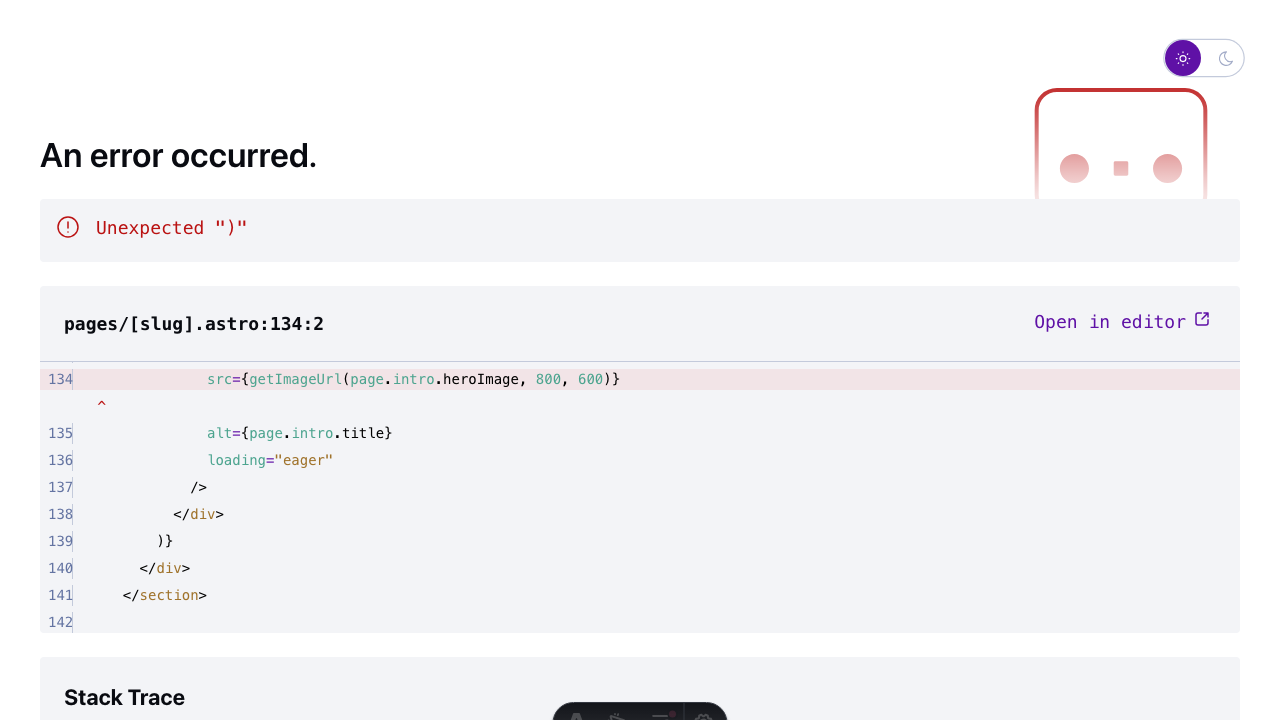 An error occurred.
Unexpected ")"
pages/[slug].astro:134:2
Open in editor
134 src={getImageUrl(page.intro.heroImage, 800, 600)}
^
135 alt={page.intro.title}
136 loading="eager"
137 />
138 </div>
139 )}
140 </div>
141 </section>
142
Stack Trace